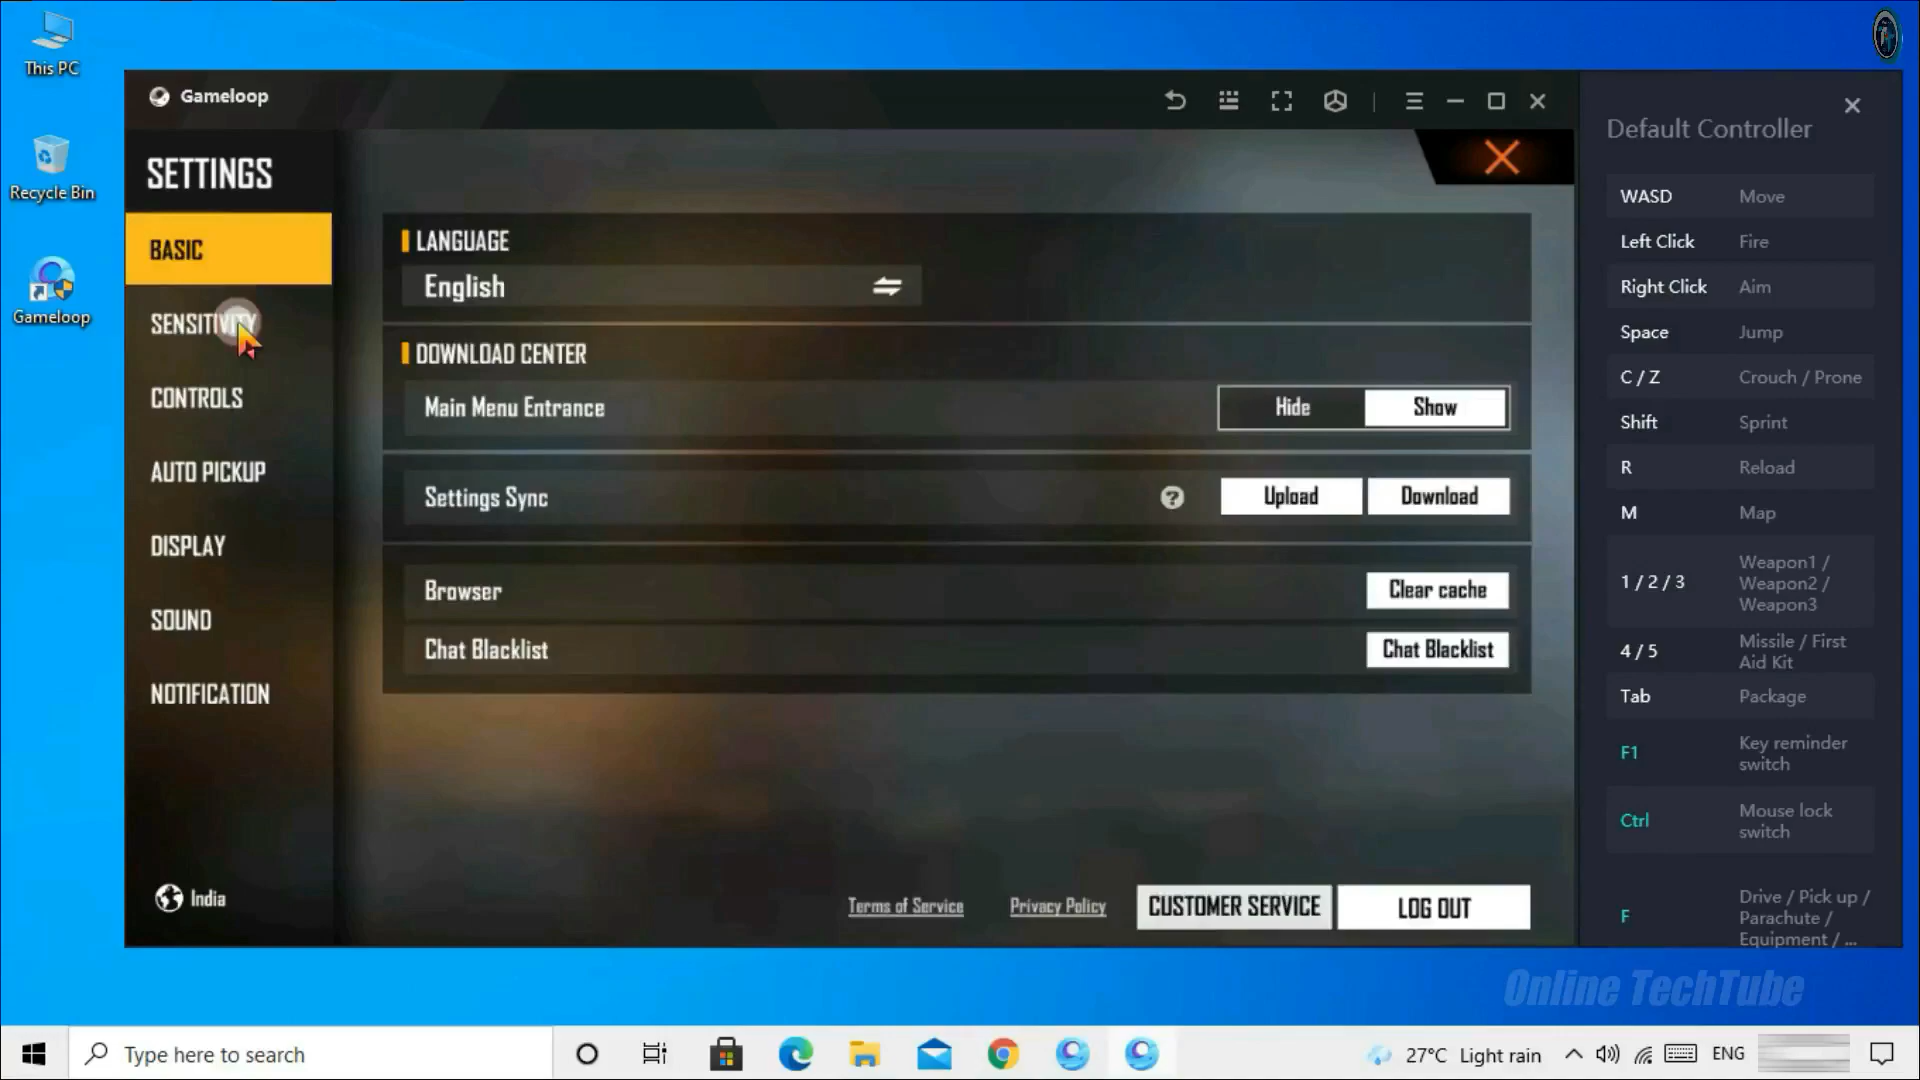 This PC
Recycle Bin
Gameloop
Gameloop
SETTINGS
BASIC
SENSITIVITY
CONTROLS
AUTO PICKUP
DISPLAY
SOUND
NOTIFICATION
India
LANGUAGE
English
DOWNLOAD CENTER
Main Menu Entrance
Hide
Show
Settings Sync
?
Upload
Download
Browser
Clear cache
Chat Blacklist
Chat Blacklist
Terms of Service
Privacy Policy
CUSTOMER SERVICE
LOG OUT
Default Controller
WASD Move
Left Click Fire
Right Click Aim
Space Jump
C / Z Crouch / Prone
Shift Sprint
R Reload
M Map
1 / 2 / 3 Weapon1 /
Weapon2 /
Weapon3
4 / 5 Missile / First
Aid Kit
Tab Package
F1 Key reminder
switch
Ctrl Mouse lock
switch
F Drive / Pick up /
Parachute /
Equipment / ...
Online TechTube
Type here to search
27°C Light rain
ENG